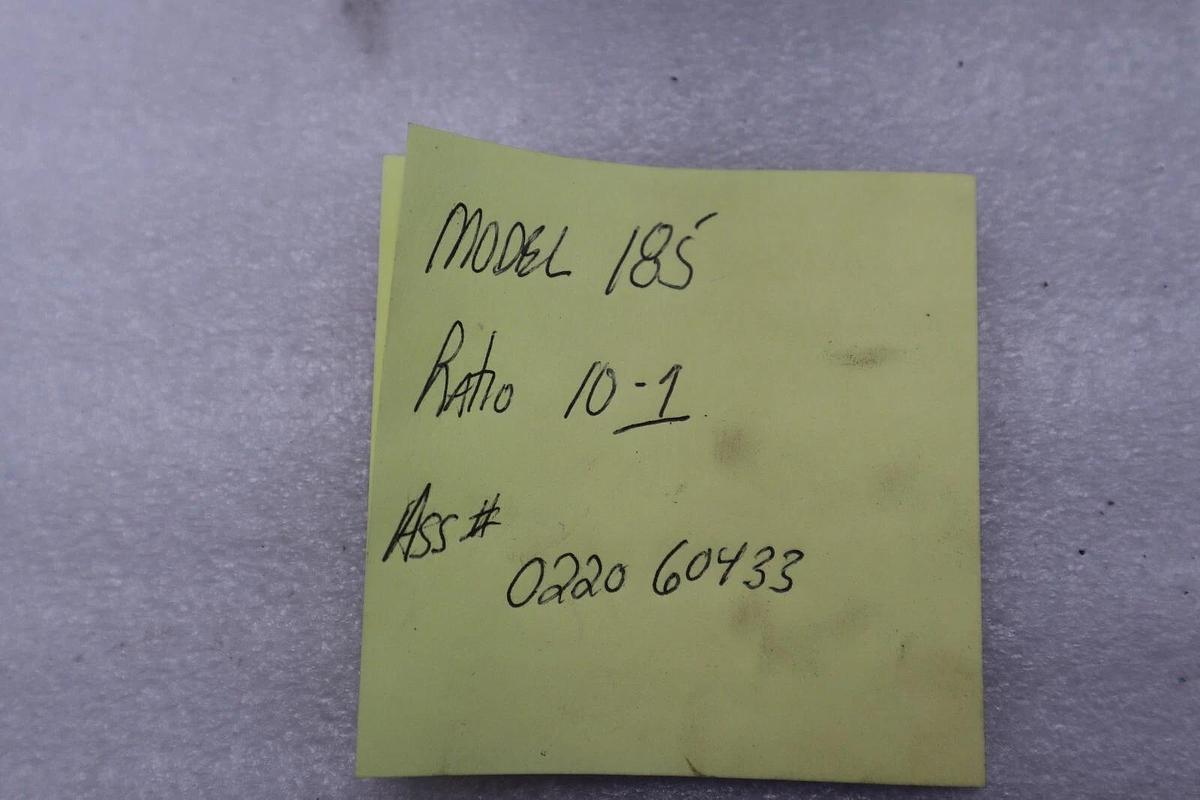 MODEL 185
Ratio 10-1
Ass#
0220 60433